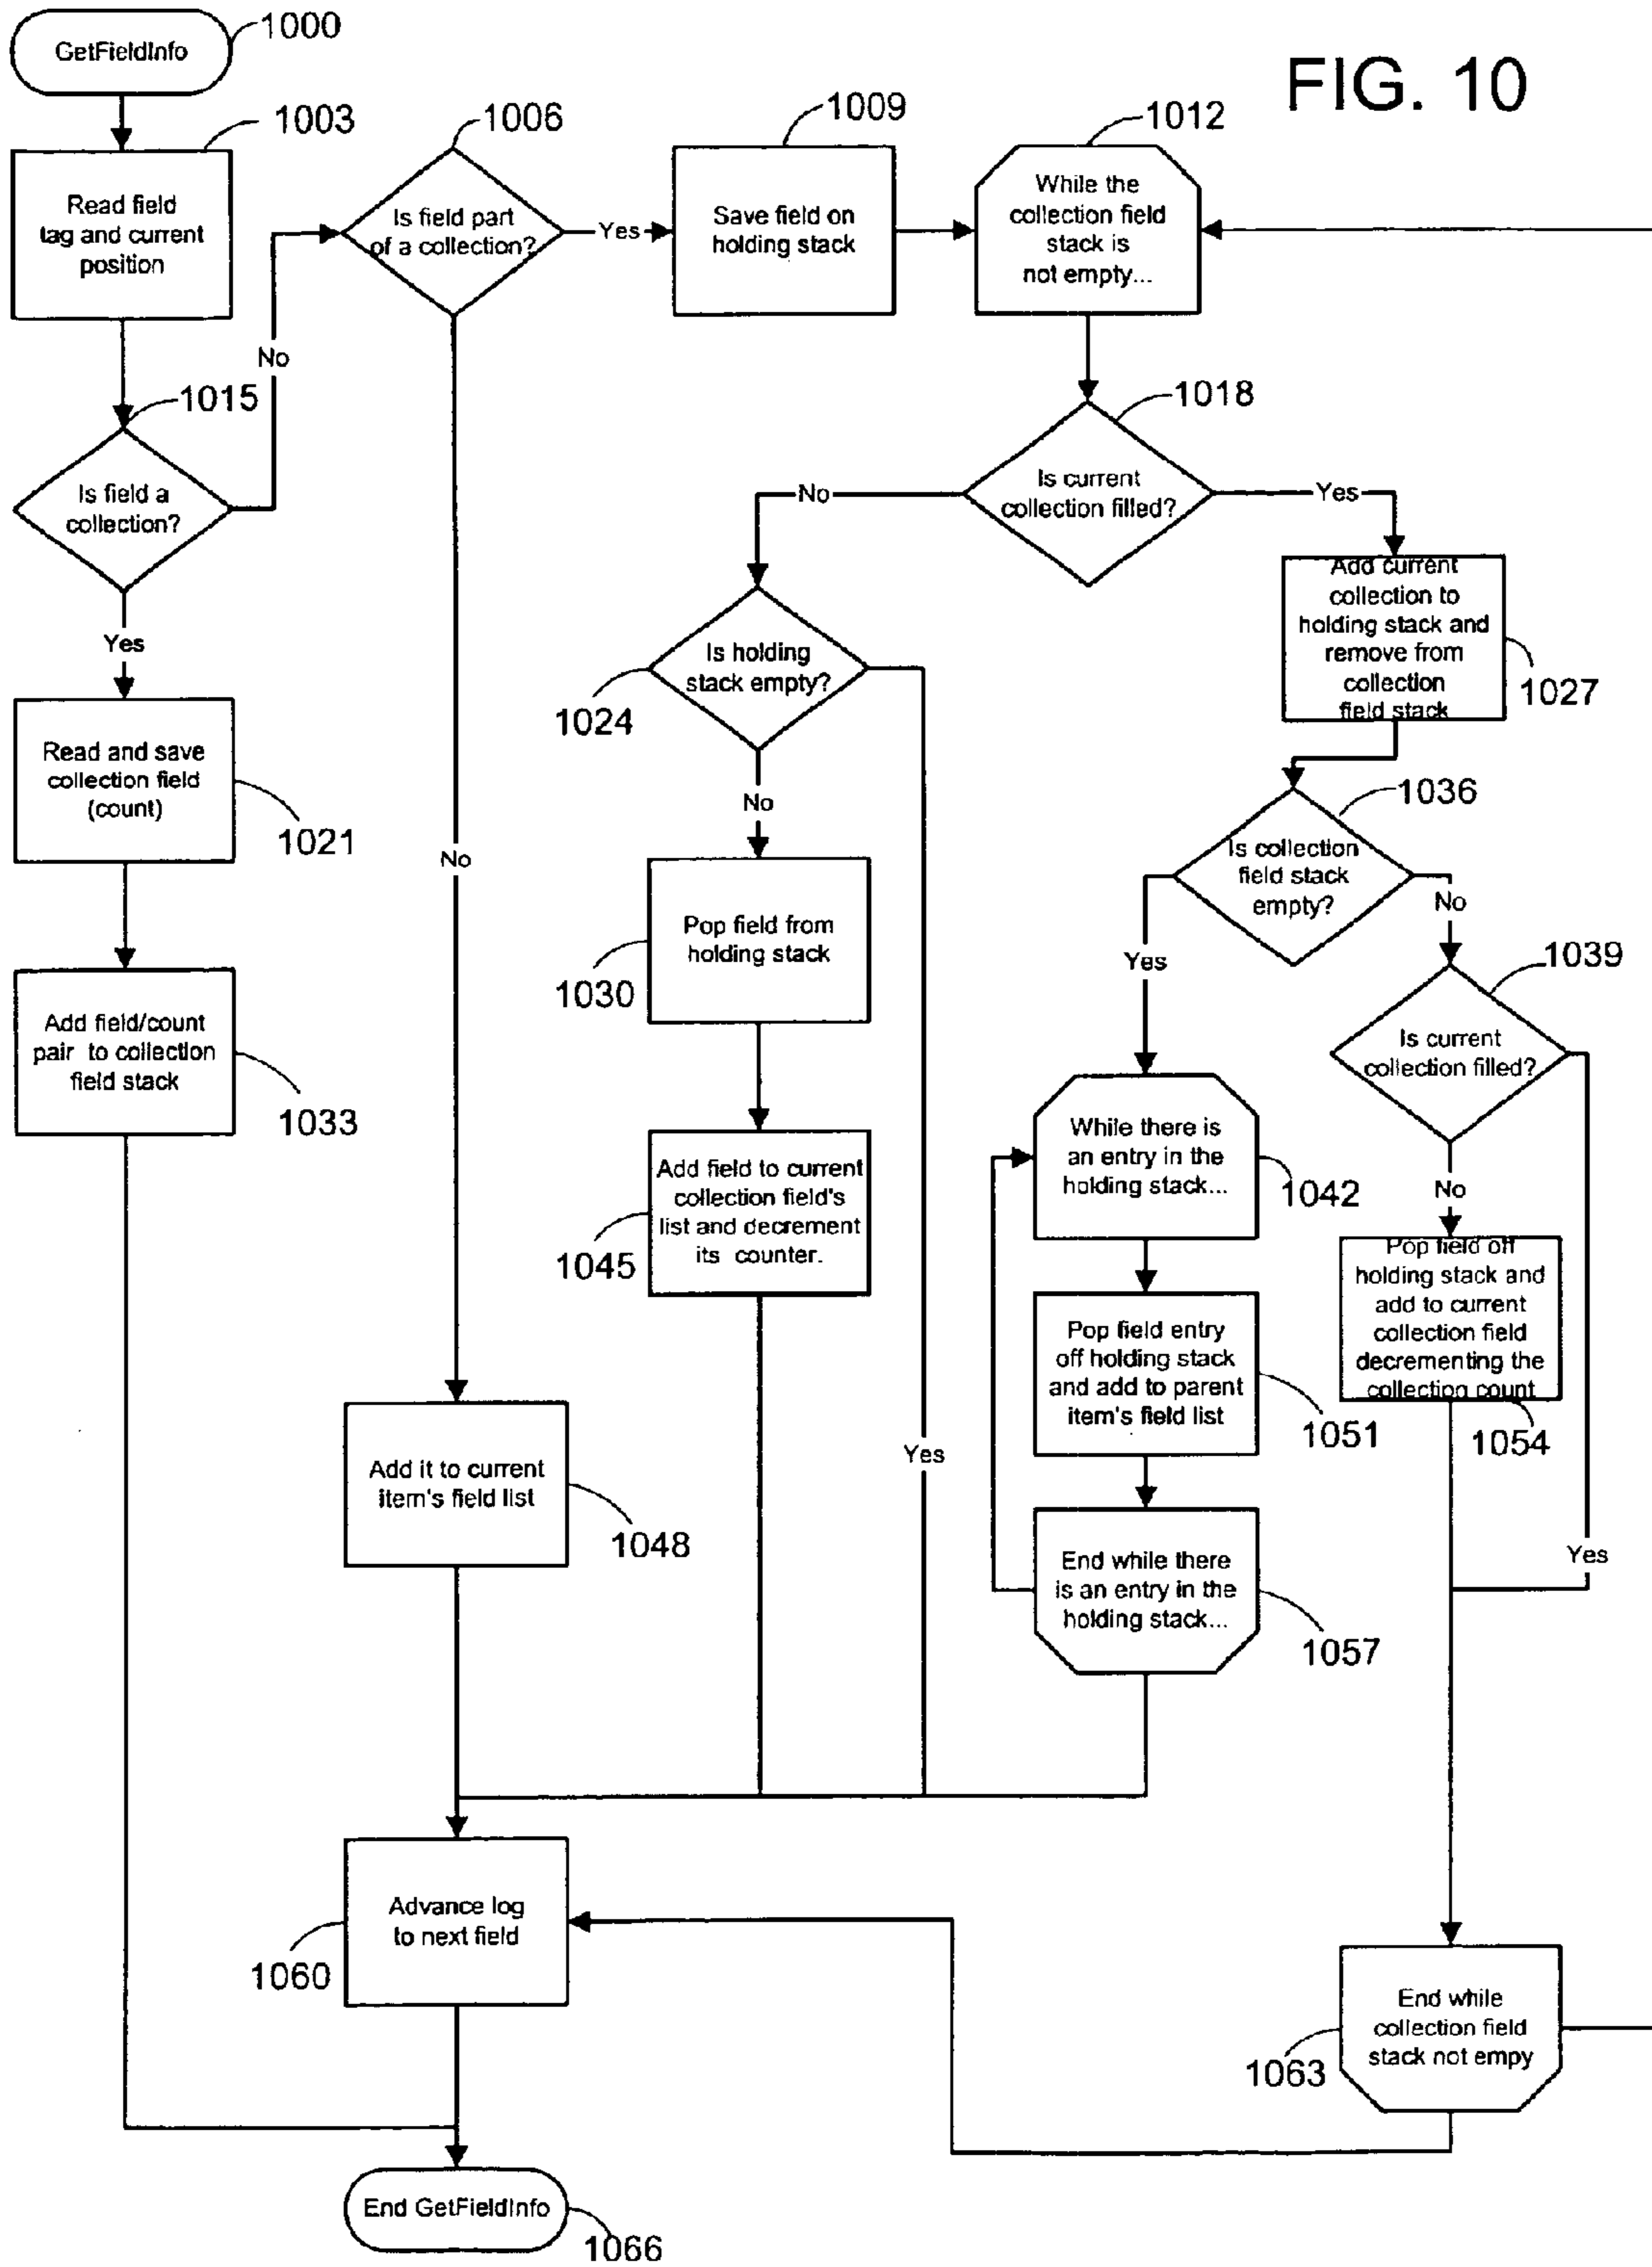 FIG. 10
GetFieldInfo
1000
Read field
tag and current
position
1003
Is field part
of a collection?
1006
Yes
Save field on
holding stack
1009
While the
collection field
stack is
not empty...
1012
No
Is field a
collection?
1015
Yes
Is current
collection filled?
1018
No
Yes
Read and save
collection field
(count)
1021
No
Is holding
stack empty?
1024
No
Yes
Add current
collection to
holding stack and
remove from
collection
field stack
1027
Pop field from
holding stack
1030
Add field/count
pair to collection
field stack
1033
Is collection
field stack
empty?
1036
Yes
No
Is current
collection filled?
1039
No
Yes
While there is
an entry in the
holding stack...
1042
Add field to current
collection field's
list and decrement
its counter.
1045
Add it to current
item's field list
1048
Pop field entry
off holding stack
and add to parent
item's field list
1051
Pop field off
holding stack and
add to current
collection field
decrementing the
collection count
1054
End while there
is an entry in the
holding stack...
1057
Advance log
to next field
1060
End while
collection field
stack not empy
1063
End GetFieldInfo
1066